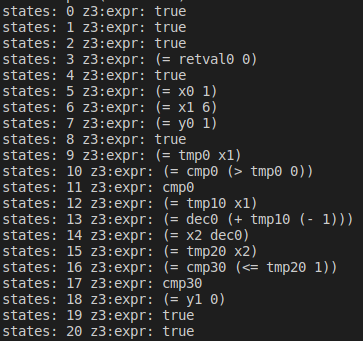 states: 0 z3:expr: true
states: 1 z3:expr: true
states: 2 z3:expr: true
states: 3 z3:expr: (= retval0 0)
states: 4 z3:expr: true
states: 5 z3:expr: (= x0 1)
states: 6 z3:expr: (= x1 6)
states: 7 z3:expr: (= y0 1)
states: 8 z3:expr: true
states: 9 z3:expr: (= tmp0 x1)
states: 10 z3:expr: (= cmp0 (> tmp0 0))
states: 11 z3:expr: cmp0
states: 12 z3:expr: (= tmp10 x1)
states: 13 z3:expr: (= dec0 (+ tmp10 (- 1)))
states: 14 z3:expr: (= x2 dec0)
states: 15 z3:expr: (= tmp20 x2)
states: 16 z3:expr: (= cmp30 (<= tmp20 1))
states: 17 z3:expr: cmp30
states: 18 z3:expr: (= y1 0)
states: 19 z3:expr: true
states: 20 z3:expr: true